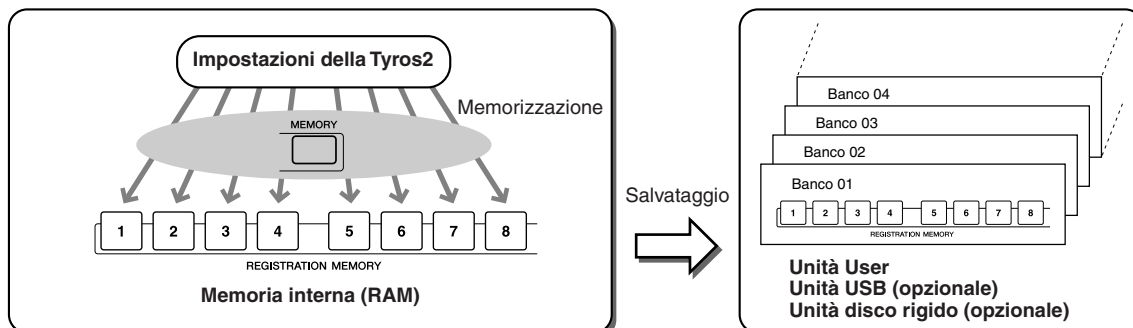 Impostazioni della Tyros2
Memorizzazione
MEMORY
1 2 3 4 5 6 7 8
REGISTRATION MEMORY
Memoria interna (RAM)
Salvataggio
Banco 04
Banco 03
Banco 02
Banco 01
1 2 3 4 5 6 7 8
REGISTRATION MEMORY
Unità User
Unità USB (opzionale)
Unità disco rigido (opzionale)